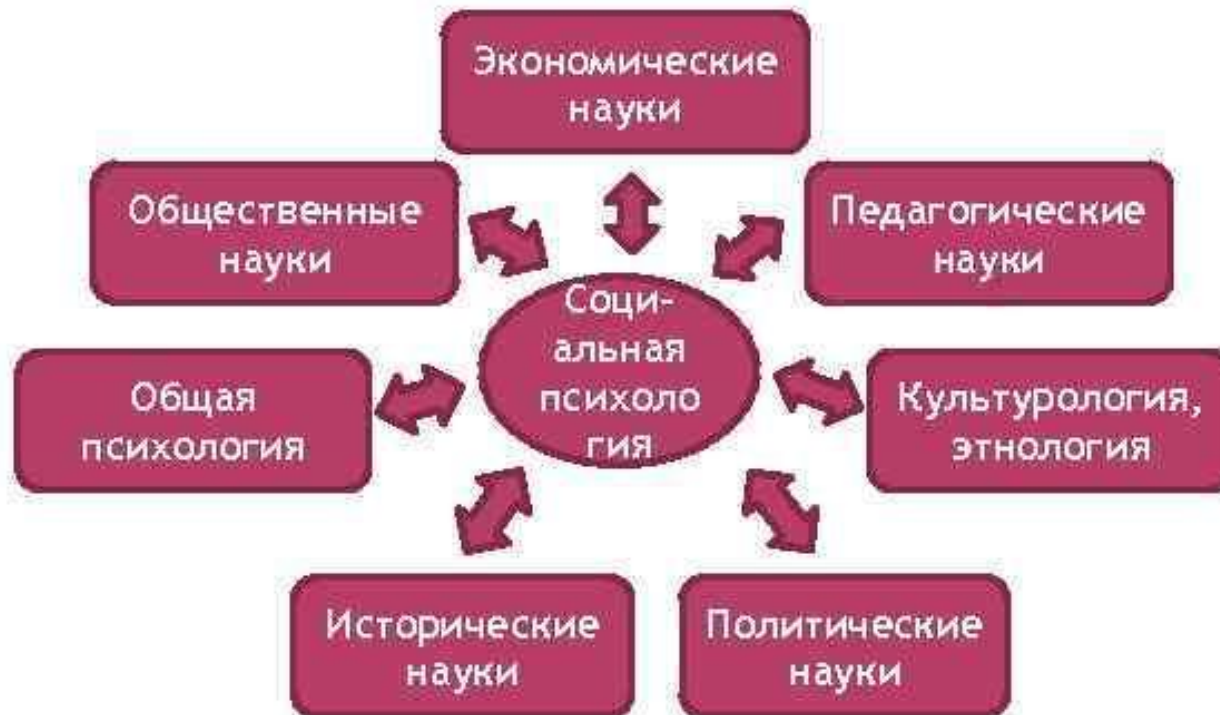 Экономические
науки
Общественные
науки
Педагогические
науки
Соци-
альная
психоло
гия
Общая
психология
Культурология,
этнология
Исторические
науки
Политические
науки